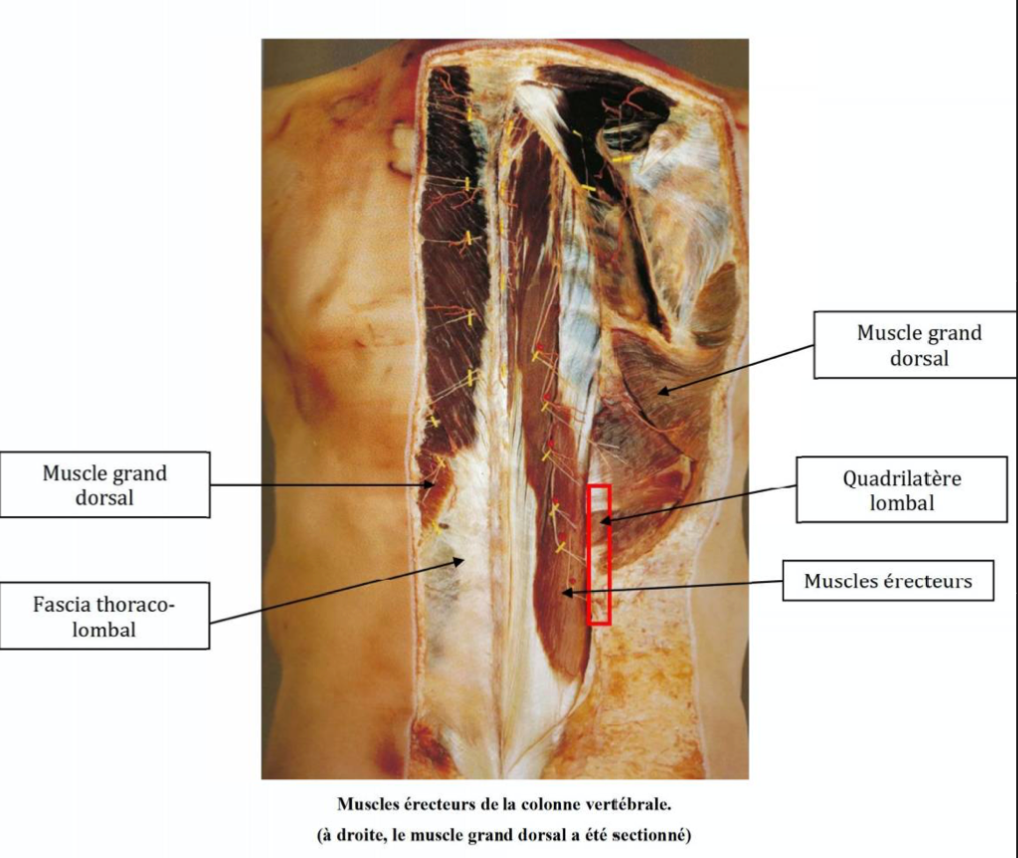 Muscle grand
dorsal
Muscle grand
dorsal
Quadrilatère
lombal
Fascia thoraco-
lombal
Muscles érecteurs
Muscles érecteurs de la colonne vertébrale.
(à droite, le muscle grand dorsal a été sectionné)